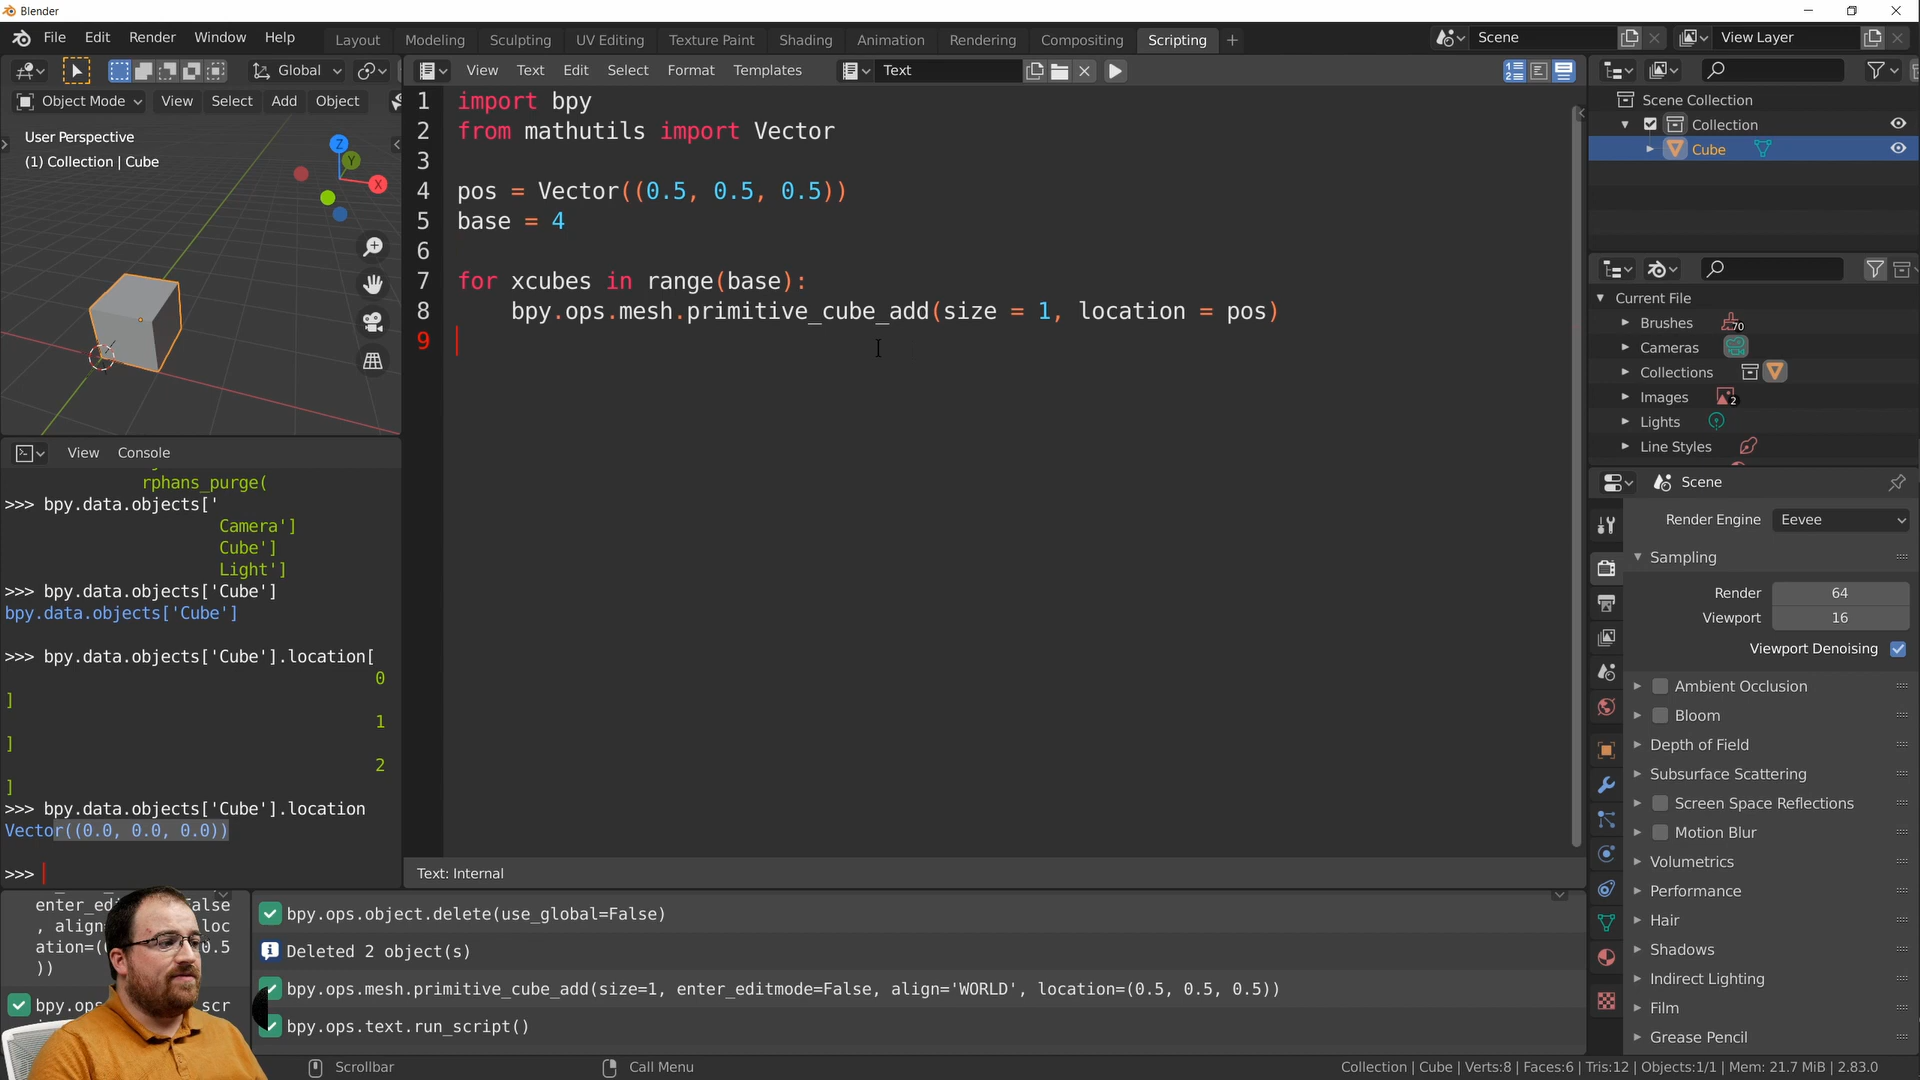 Blender
File Edit Render Window Help Layout Modeling Sculpting UV Editing Texture Paint Shading Animation Rendering Compositing Scripting + Scene View Layer
Global
View Text Edit Select Format Templates Text
Object Mode View Select Add Object
User Perspective
(1) Collection | Cube
Z
Y
X
1 import bpy
2 from mathutils import Vector
3
4 pos = Vector((0.5, 0.5, 0.5))
5 base = 4
6
7 for xcubes in range(base):
8 bpy.ops.mesh.primitive_cube_add(size = 1, location = pos)
9
Text: Internal
View Console
rphans_purge(
>>> bpy.data.objects['
Camera']
Cube']
Light']
>>> bpy.data.objects['Cube']
bpy.data.objects['Cube']
>>> bpy.data.objects['Cube'].location[
0
]
1
]
2
]
>>> bpy.data.objects['Cube'].location
Vector((0.0, 0.0, 0.0))
>>>
bpy.ops.object.delete(use_global=False)
Deleted 2 object(s)
bpy.ops.mesh.primitive_cube_add(size=1, enter_editmode=False, align='WORLD', location=(0.5, 0.5, 0.5))
bpy.ops.text.run_script()
Scene Collection
Collection
Cube
Current File
Brushes 70
Cameras
Collections
Images 2
Lights
Line Styles
Scene
Render Engine Eevee
Sampling
Render 64
Viewport 16
Viewport Denoising
Ambient Occlusion
Bloom
Depth of Field
Subsurface Scattering
Screen Space Reflections
Motion Blur
Volumetrics
Performance
Hair
Shadows
Indirect Lighting
Film
Grease Pencil
Scrollbar Call Menu Collection | Cube | Verts:8 | Faces:6 | Tris:12 | Objects:1/1 | Mem: 21.7 MiB | 2.83.0